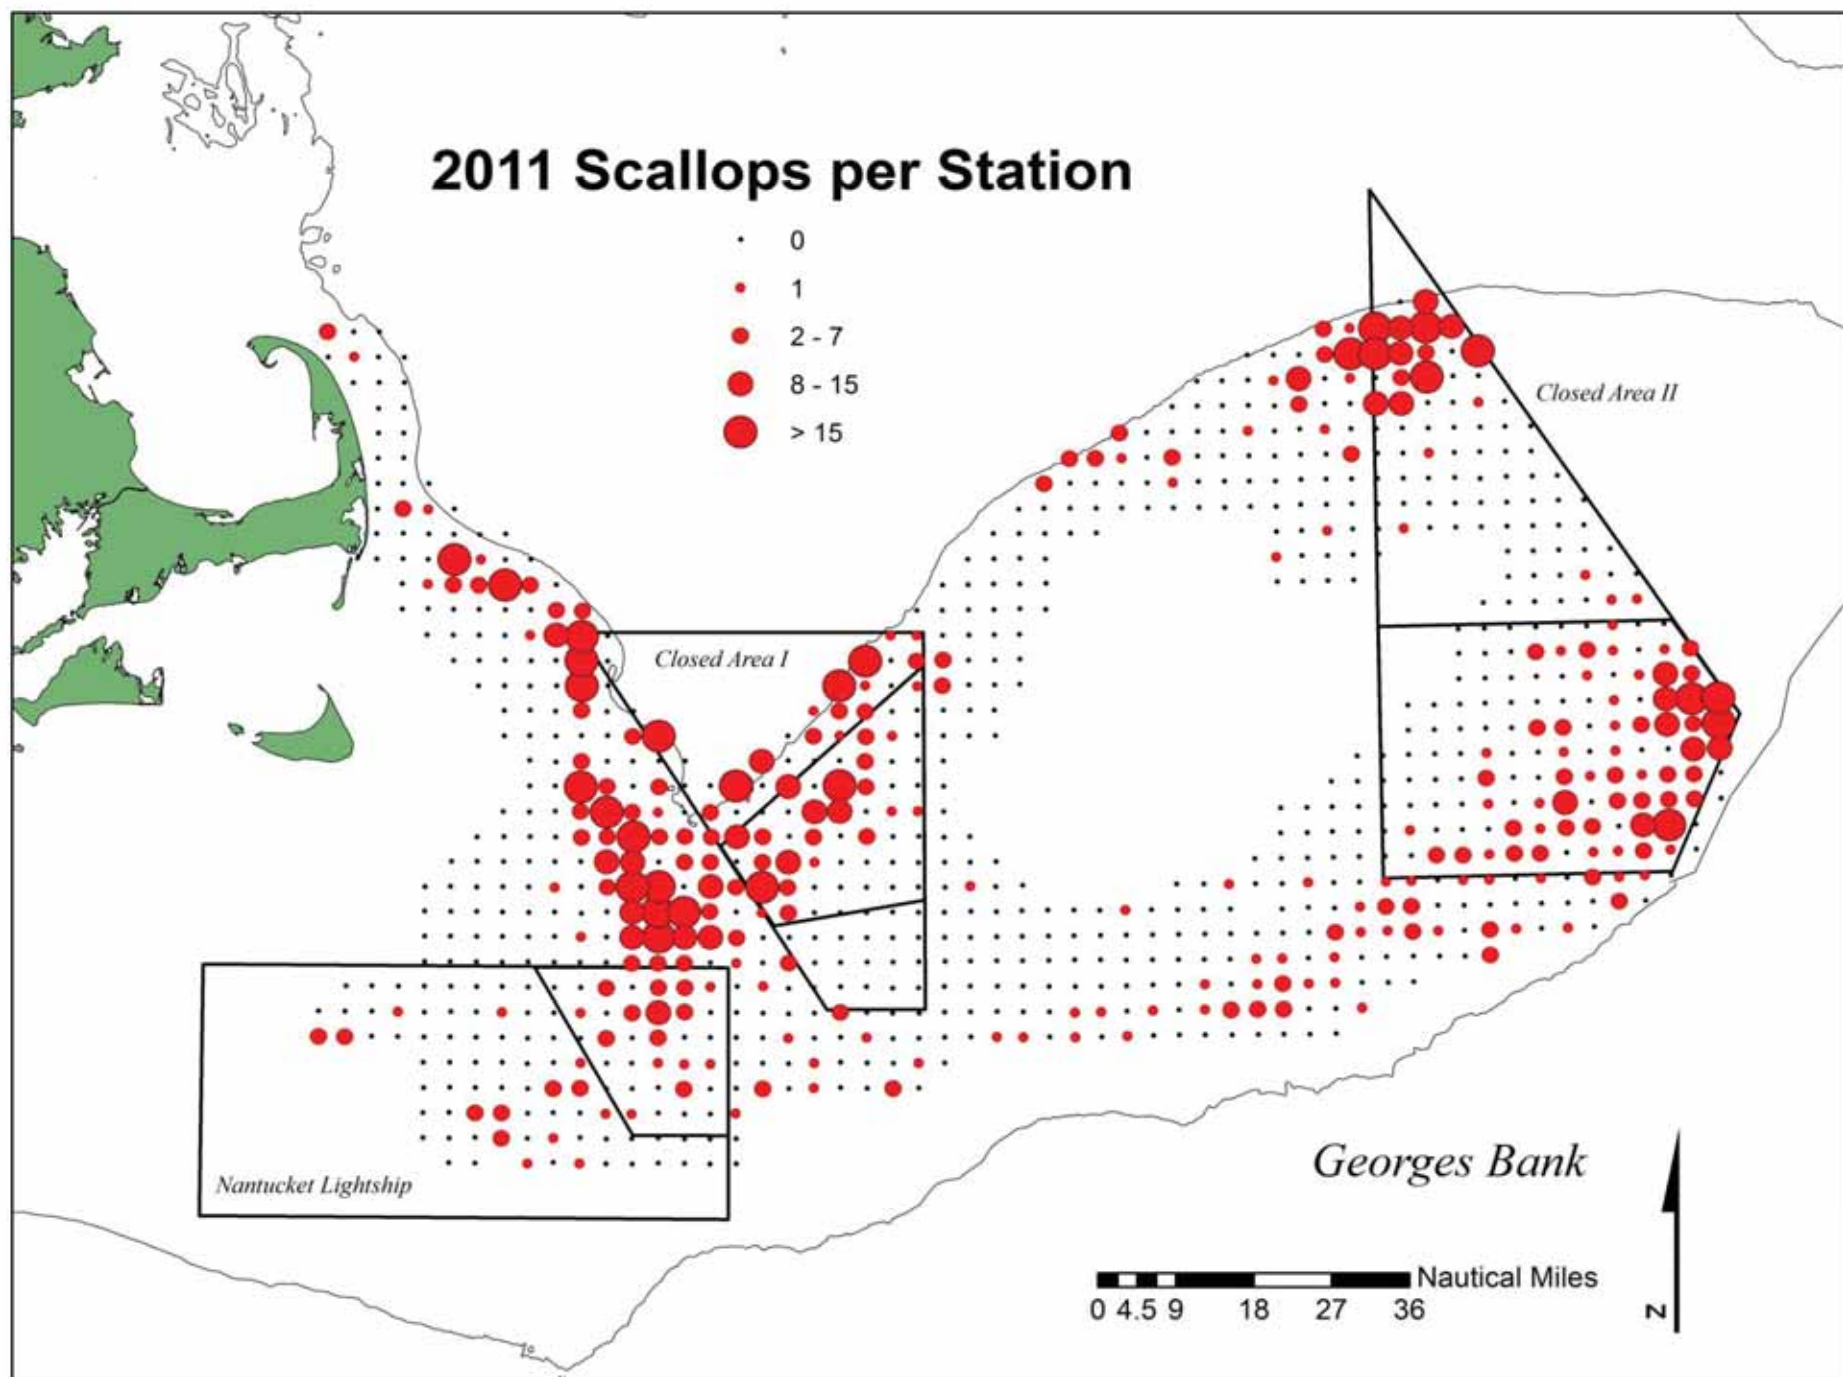 2011 Scallops per Station
0
1
2 - 7
8 - 15
> 15
Closed Area II
Closed Area I
Georges Bank
Nantucket Lightship
Nautical Miles
0 4.5 9 18 27 36
N